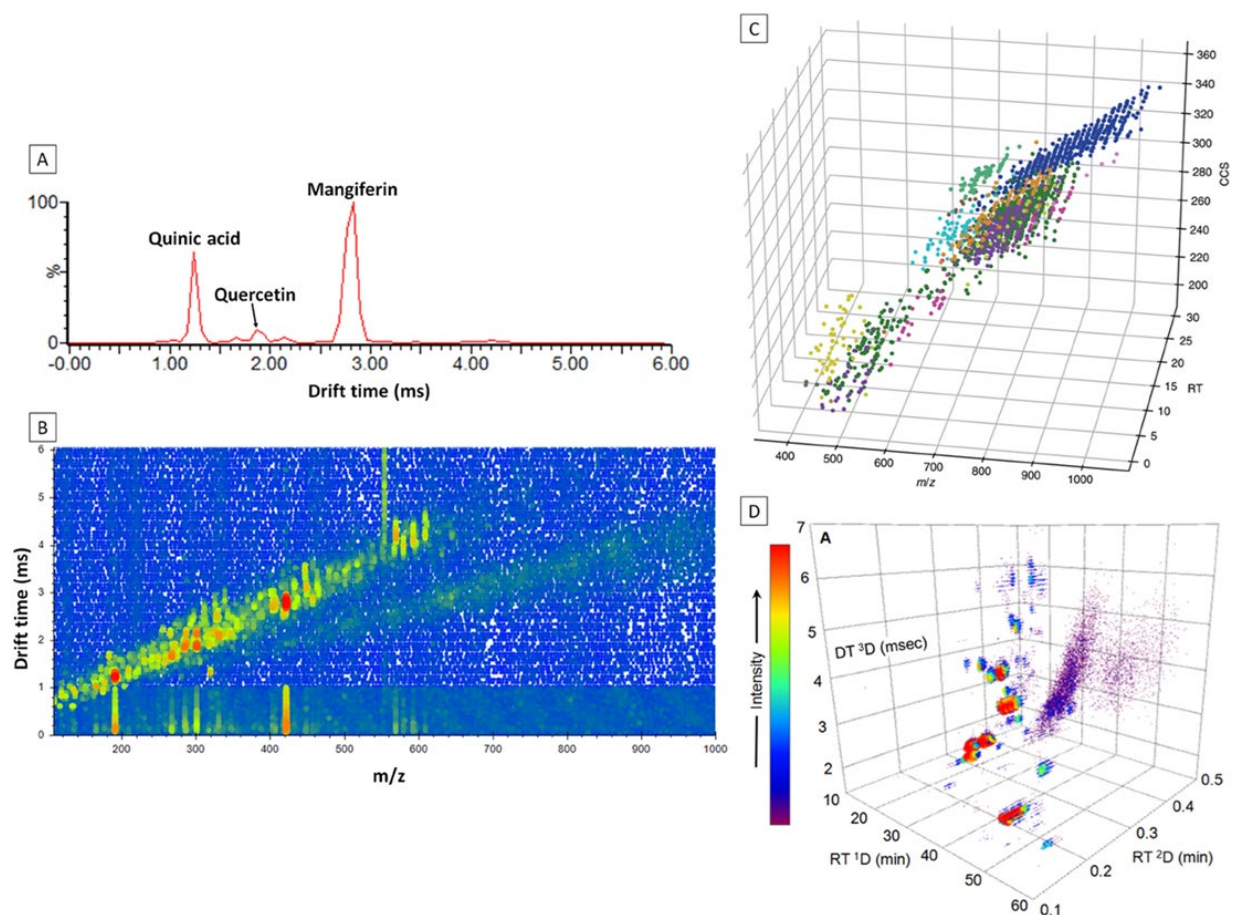 A
Mangiferin
Quinic acid
Quercetin
100
%
0
-0.00 1.00 2.00 3.00 4.00 5.00 6.00
Drift time (ms)
B
6
5
4
3
2
1
0
Drift time (ms)
200 300 400 500 600 700 800 900 1000
m/z
C
360
340
320
300
280
260
240
220
200
CCS
30
25
20
15
10
5
0
RT
400 500 600 700 800 900 1000
m/z
D
A
7
6
5
4
3
2
DT ³D (msec)
Intensity
10
20
30
40
50
60
RT ¹D (min)
0.5
0.4
0.3
0.2
0.1
RT ²D (min)